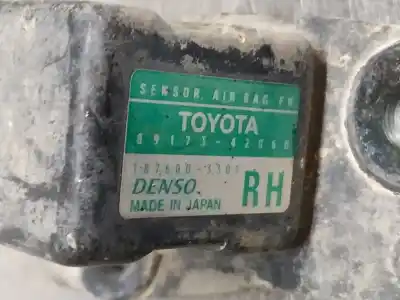 SENSOR, AIR BAG FR
TOYOTA
89173-42060
DENSO
MADE IN JAPAN
RH